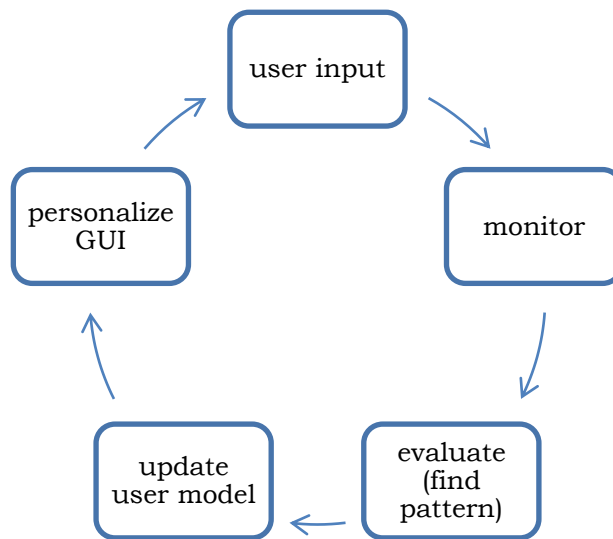 user input
monitor
evaluate
(find
pattern)
update
user model
personalize
GUI